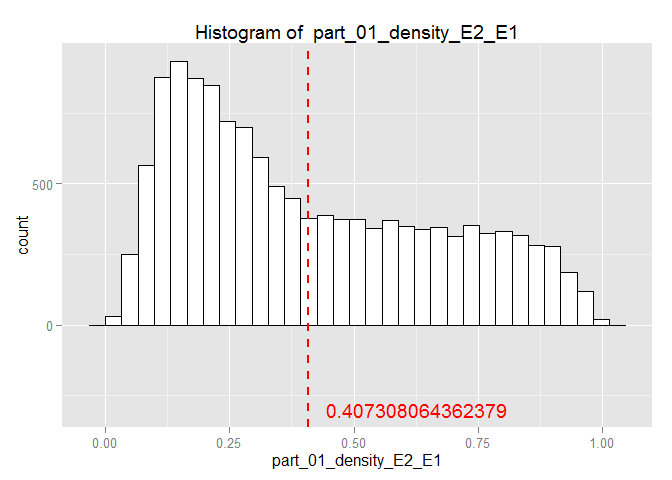 Histogram of  part_01_density_E2_E1
count
500
0
0.407308064362379
0.00 0.25 0.50 0.75 1.00
part_01_density_E2_E1